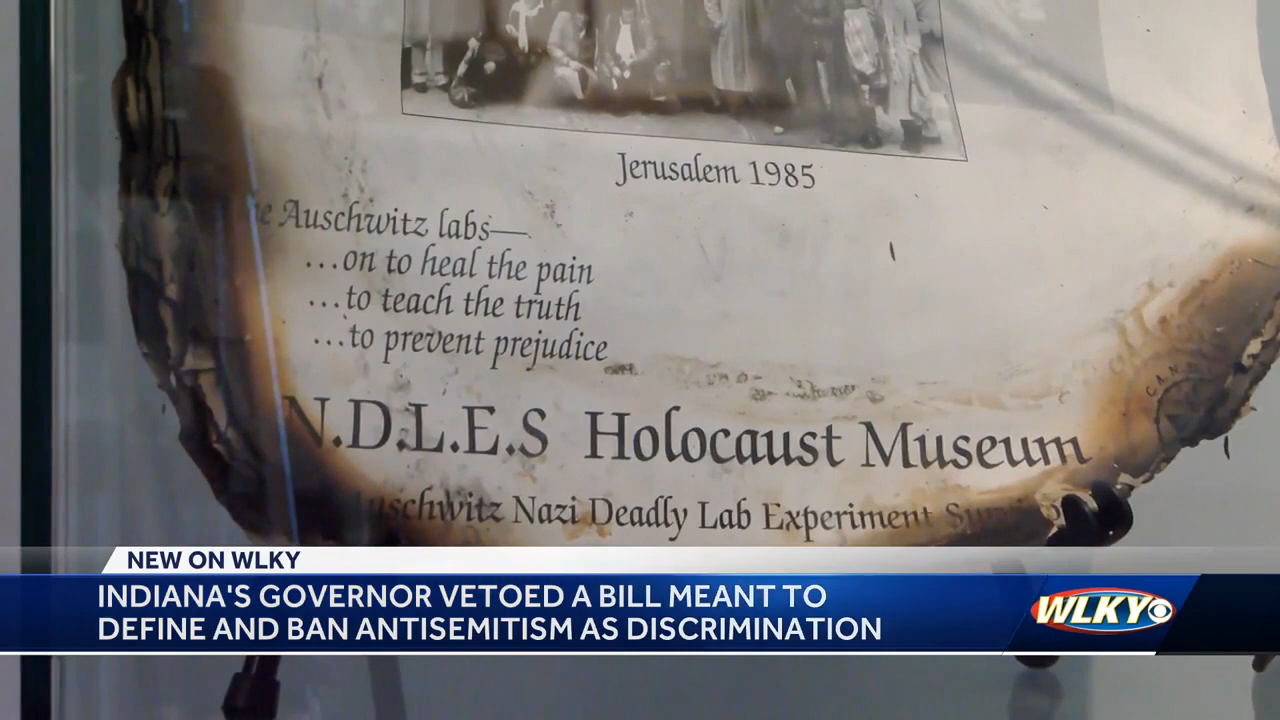 Jerusalem 1985
Auschwitz labs—
...on to heal the pain
...to teach the truth
...to prevent prejudice
N.D.L.E.S Holocaust Museum
Auschwitz Nazi Deadly Lab Experiment
NEW ON WLKY
INDIANA'S GOVERNOR VETOED A BILL MEANT TO
DEFINE AND BAN ANTISEMITISM AS DISCRIMINATION
WLKY